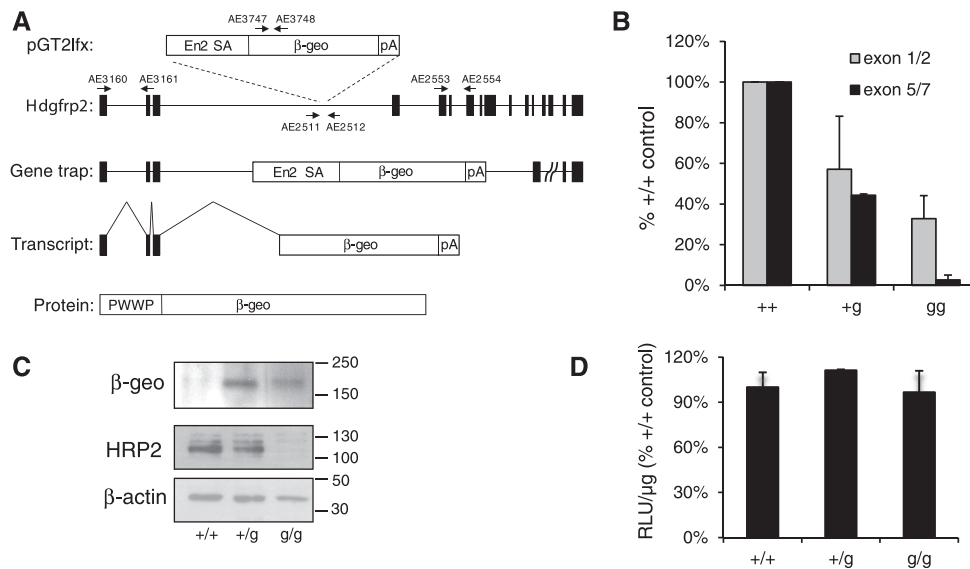 A
AE3747 AE3748
pGT2lfx: En2 SA β-geo pA
AE3160 AE3161 AE2553 AE2554
Hdgfrp2:
AE2511 AE2512
Gene trap: En2 SA β-geo pA
Transcript: β-geo pA
Protein: PWWP β-geo
B
% +/+ control
120%
100%
80%
60%
40%
20%
0%
exon 1/2
exon 5/7
++ +g gg
C
β-geo
250
150
HRP2
130
100
β-actin
50
30
+/+ +/g g/g
D
RLU/µg (% +/+ control)
120%
90%
60%
30%
0%
+/+ +/g g/g